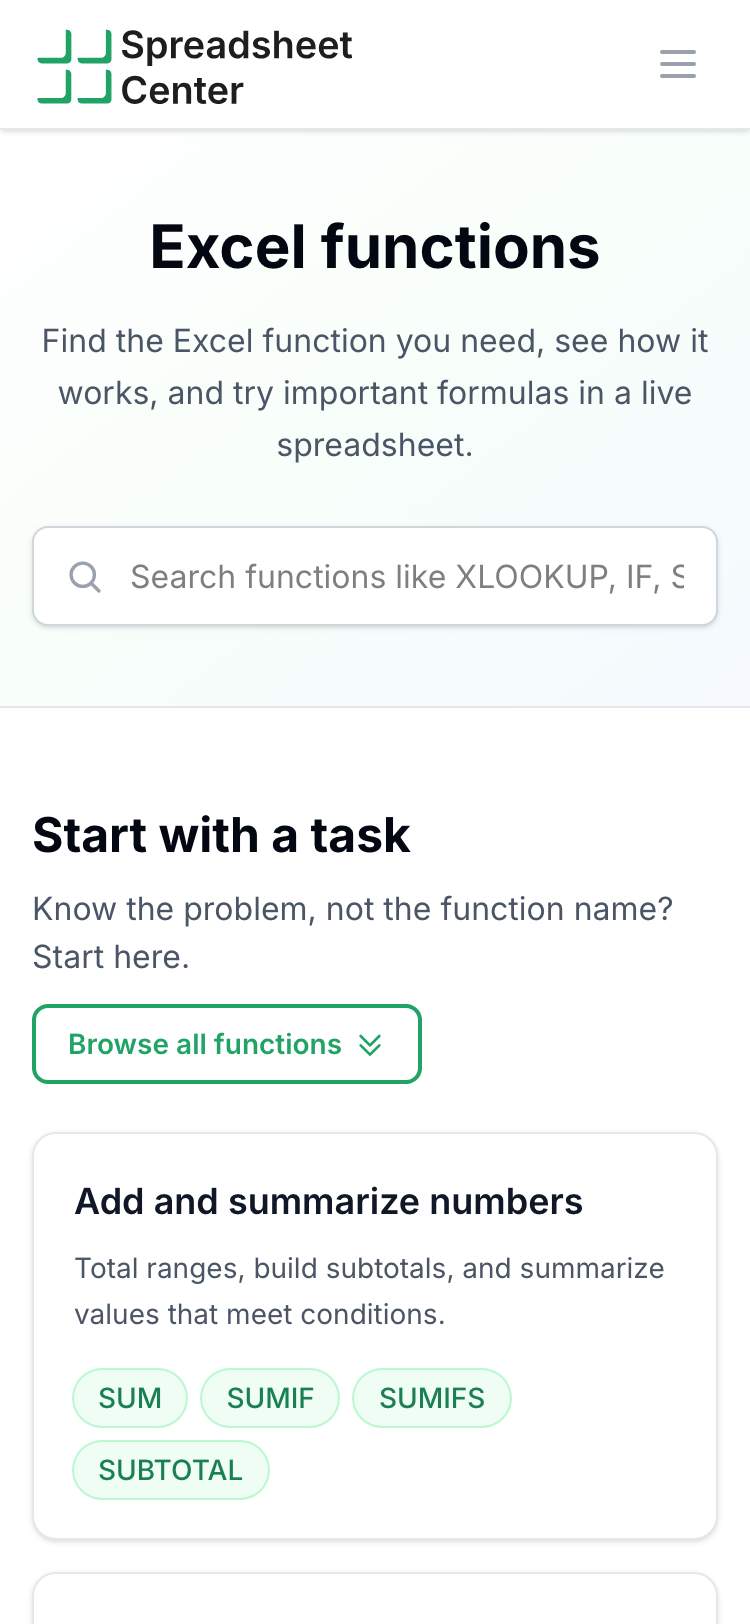 Spreadsheet
Center
Excel functions
Find the Excel function you need, see how it
works, and try important formulas in a live
spreadsheet.
Search functions like XLOOKUP, IF, S
Start with a task
Know the problem, not the function name?
Start here.
Browse all functions
Add and summarize numbers
Total ranges, build subtotals, and summarize
values that meet conditions.
SUM SUMIF SUMIFS
SUBTOTAL